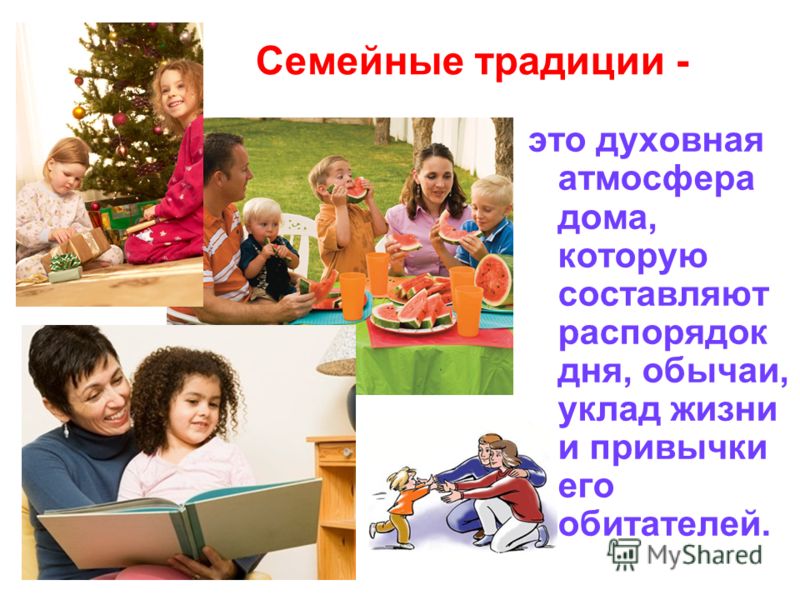 Семейные традиции -
это духовная
атмосфера
дома,
которую
составляют
распорядок
дня, обычаи,
уклад жизни
и привычки
его
обитателей.
MyShared